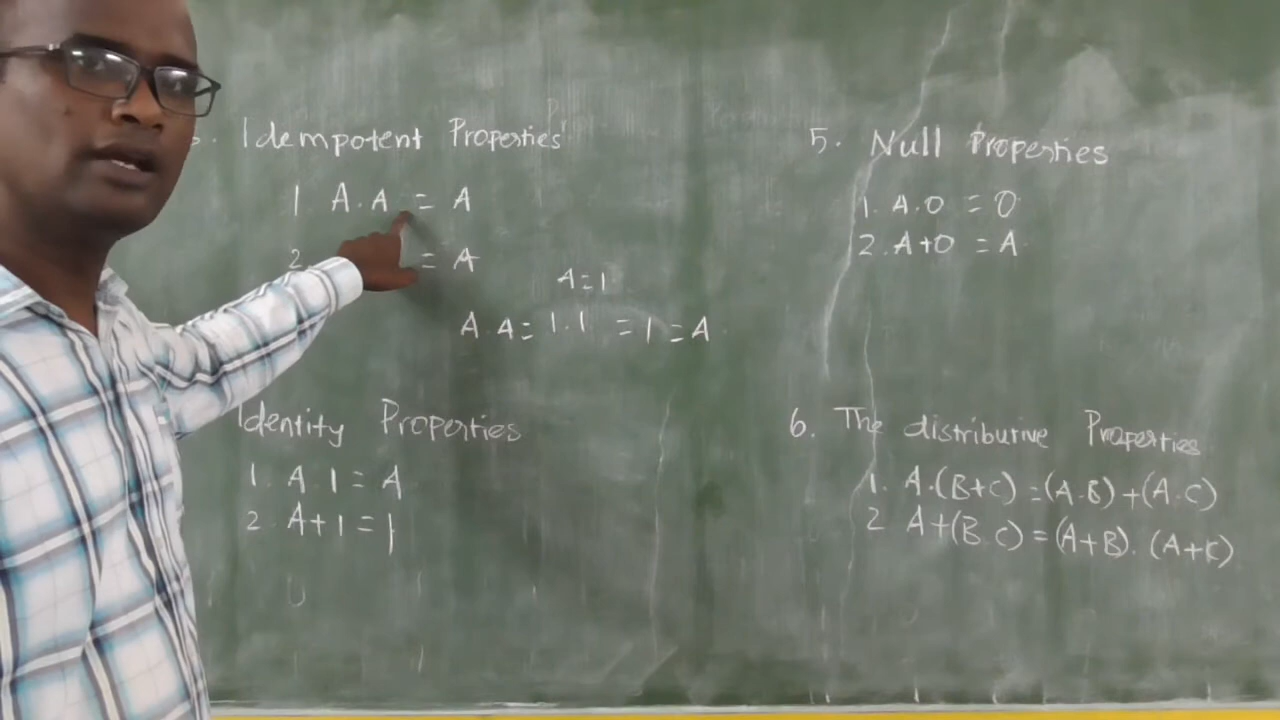 . Idempotent Properties
1 A.A = A
2 = A
A=1
A.A= 1.1 =1=A
Identity Properties
1. A.1=A
2. A+1=1
5. Null Properties
1. A.0 = 0
2. A+0 = A
6. The distributive Properties
1. A.(B+C)=(A.B)+(A.C)
2 A+(B.C)=(A+B).(A+C)